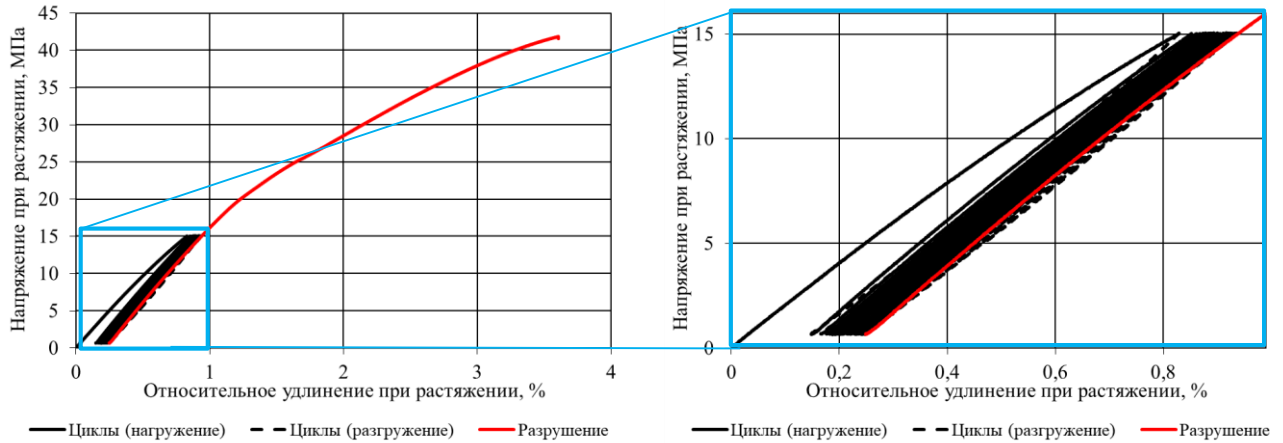 Напряжение при растяжении, МПа
45
40
35
30
25
20
15
10
5
0
0 1 2 3 4
Относительное удлинение при растяжении, %
Циклы (нагружение) Циклы (разгружение) Разрушение
Напряжение при растяжении, МПа
15
10
5
0
0 0,2 0,4 0,6 0,8
Относительное удлинение при растяжении, %
Циклы (нагружение) Циклы (разгружение) Разрушение